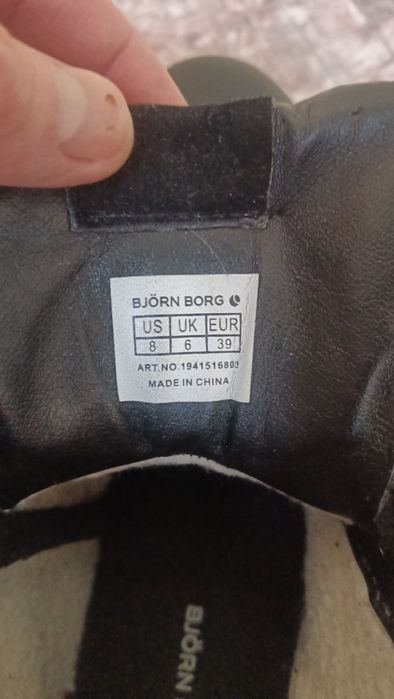 BJÖRN BORG
US UK EUR
8 6 39
ART.NO.1941516803
MADE IN CHINA
BJÖRN